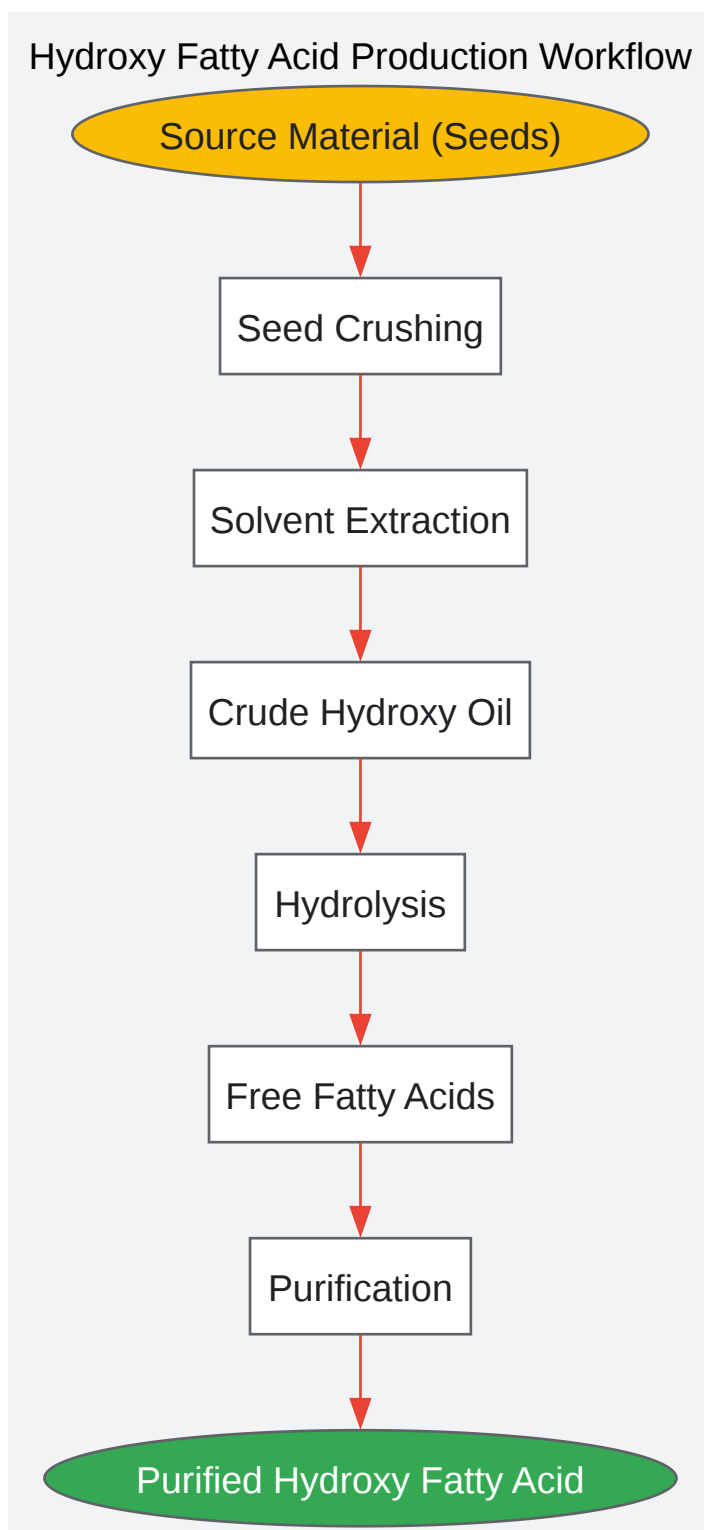 Hydroxy Fatty Acid Production Workflow
Source Material (Seeds)
Seed Crushing
Solvent Extraction
Crude Hydroxy Oil
Hydrolysis
Free Fatty Acids
Purification
Purified Hydroxy Fatty Acid